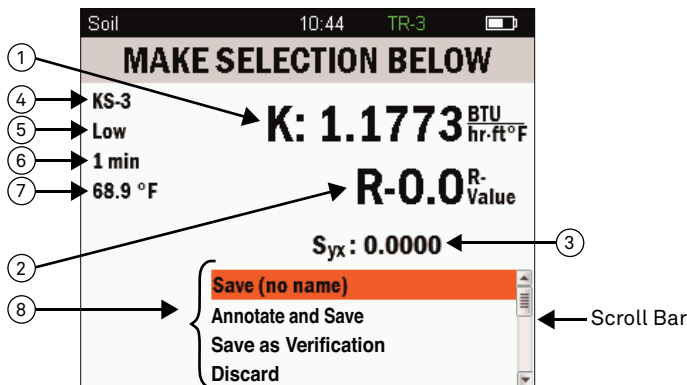 Soil 10:44 TR-3
MAKE SELECTION BELOW
1
4 KS-3
K: 1.1773 BTU/hr·ft°F
5 Low
6 1 min
7 68.9 °F
R-0.0 R-Value
2
Syx: 0.0000 3
8
Save (no name)
Annotate and Save
Scroll Bar
Save as Verification
Discard